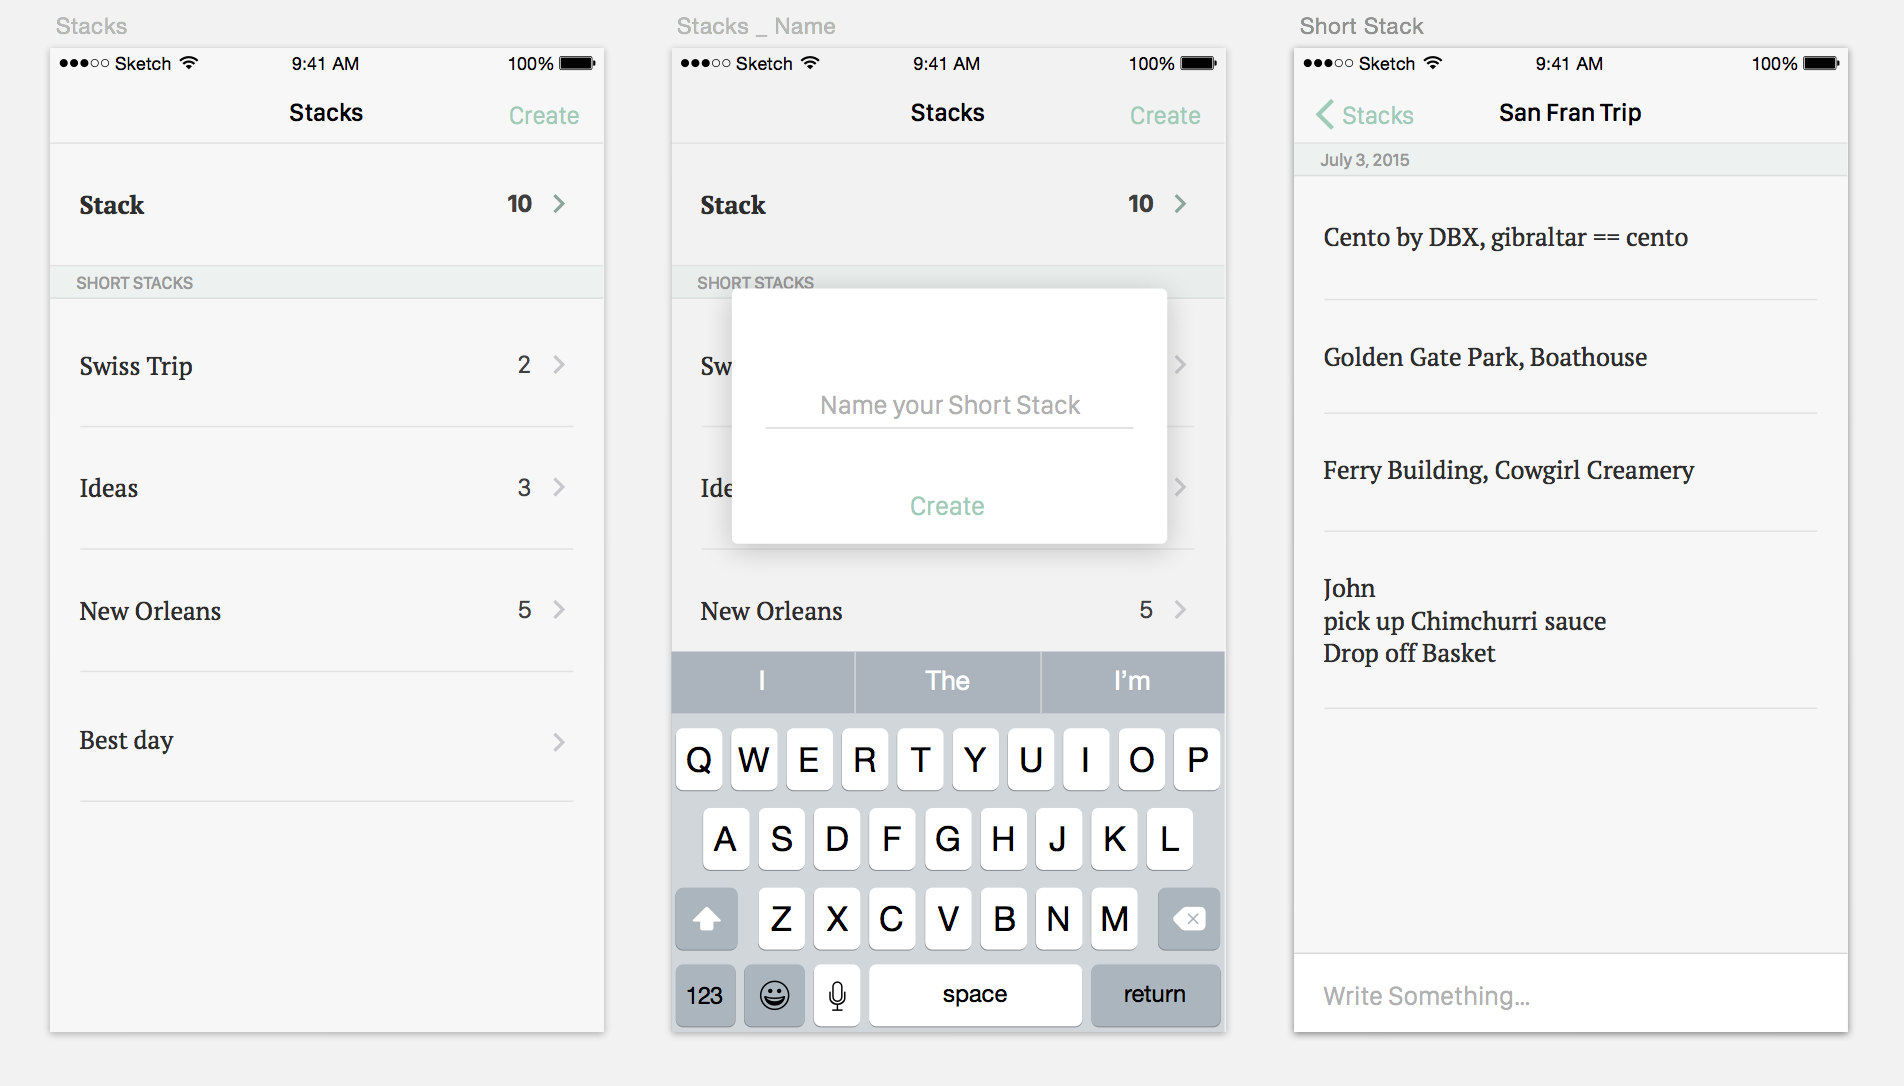 Stacks
Sketch 9:41 AM 100%
Stacks Create
Stack 10
SHORT STACKS
Swiss Trip 2
Ideas 3
New Orleans 5
Best day
Stacks _ Name
Sketch 9:41 AM 100%
Stacks Create
Stack 10
SHORT STACKS
Sw
Name your Short Stack
Ide
Create
New Orleans 5
I The I’m
Q W E R T Y U I O P
A S D F G H J K L
Z X C V B N M
123 space return
Short Stack
Sketch 9:41 AM 100%
Stacks San Fran Trip
July 3, 2015
Cento by DBX, gibraltar == cento
Golden Gate Park, Boathouse
Ferry Building, Cowgirl Creamery
John
pick up Chimchurri sauce
Drop off Basket
Write Something...